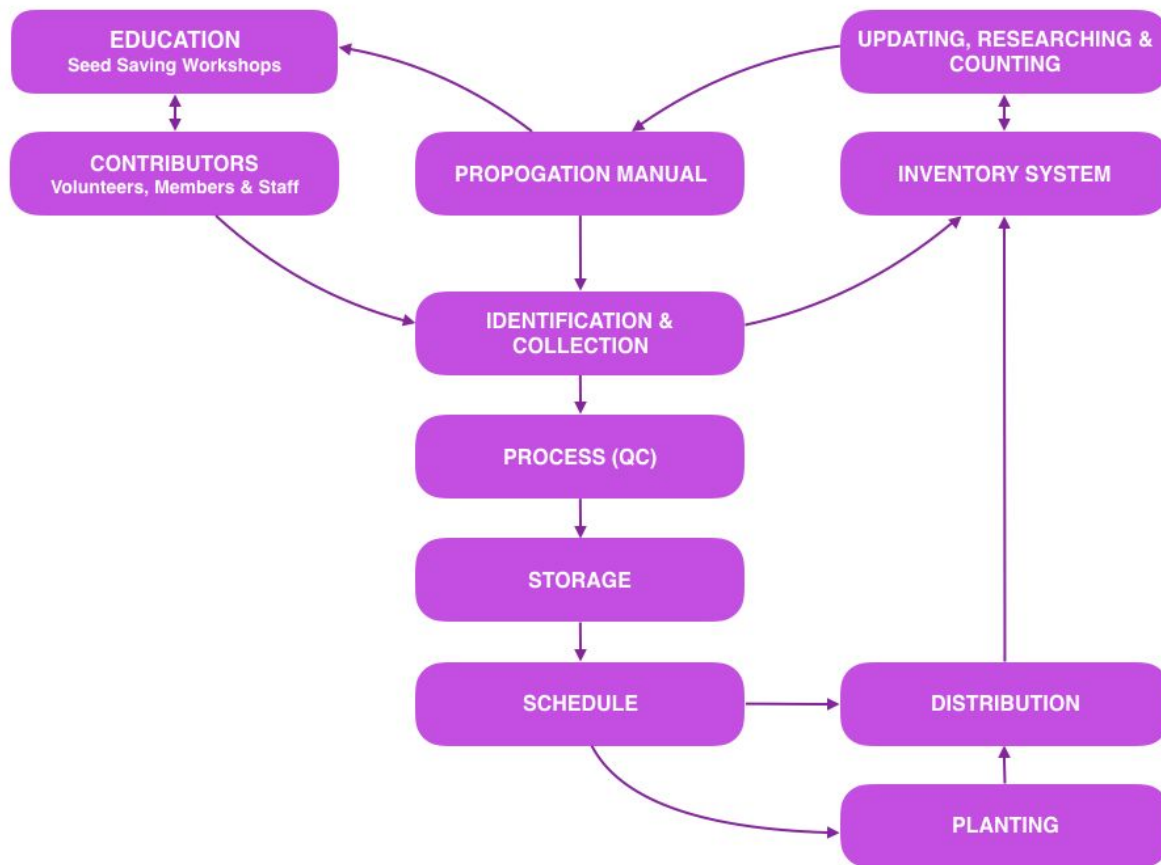 EDUCATION
Seed Saving Workshops
UPDATING, RESEARCHING &
COUNTING
CONTRIBUTORS
Volunteers, Members & Staff
PROPOGATION MANUAL
INVENTORY SYSTEM
IDENTIFICATION &
COLLECTION
PROCESS (QC)
STORAGE
SCHEDULE
DISTRIBUTION
PLANTING